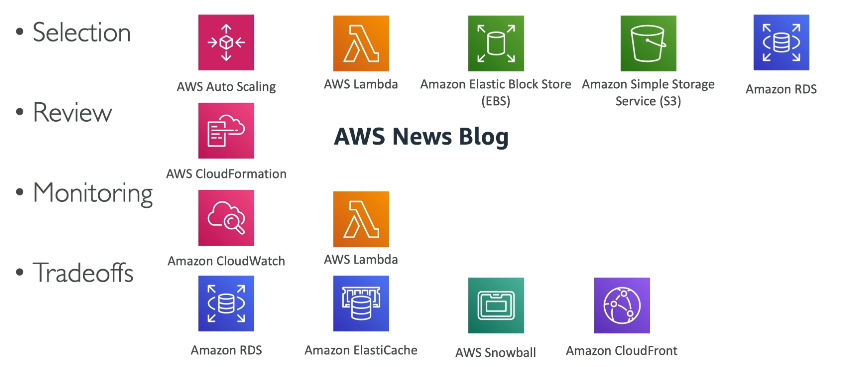 • Selection
AWS Auto Scaling
AWS Lambda
Amazon Elastic Block Store
(EBS)
Amazon Simple Storage
Service (S3)
Amazon RDS
• Review
AWS CloudFormation
AWS News Blog
• Monitoring
Amazon CloudWatch
AWS Lambda
• Tradeoffs
Amazon RDS
Amazon ElastiCache
AWS Snowball
Amazon CloudFront